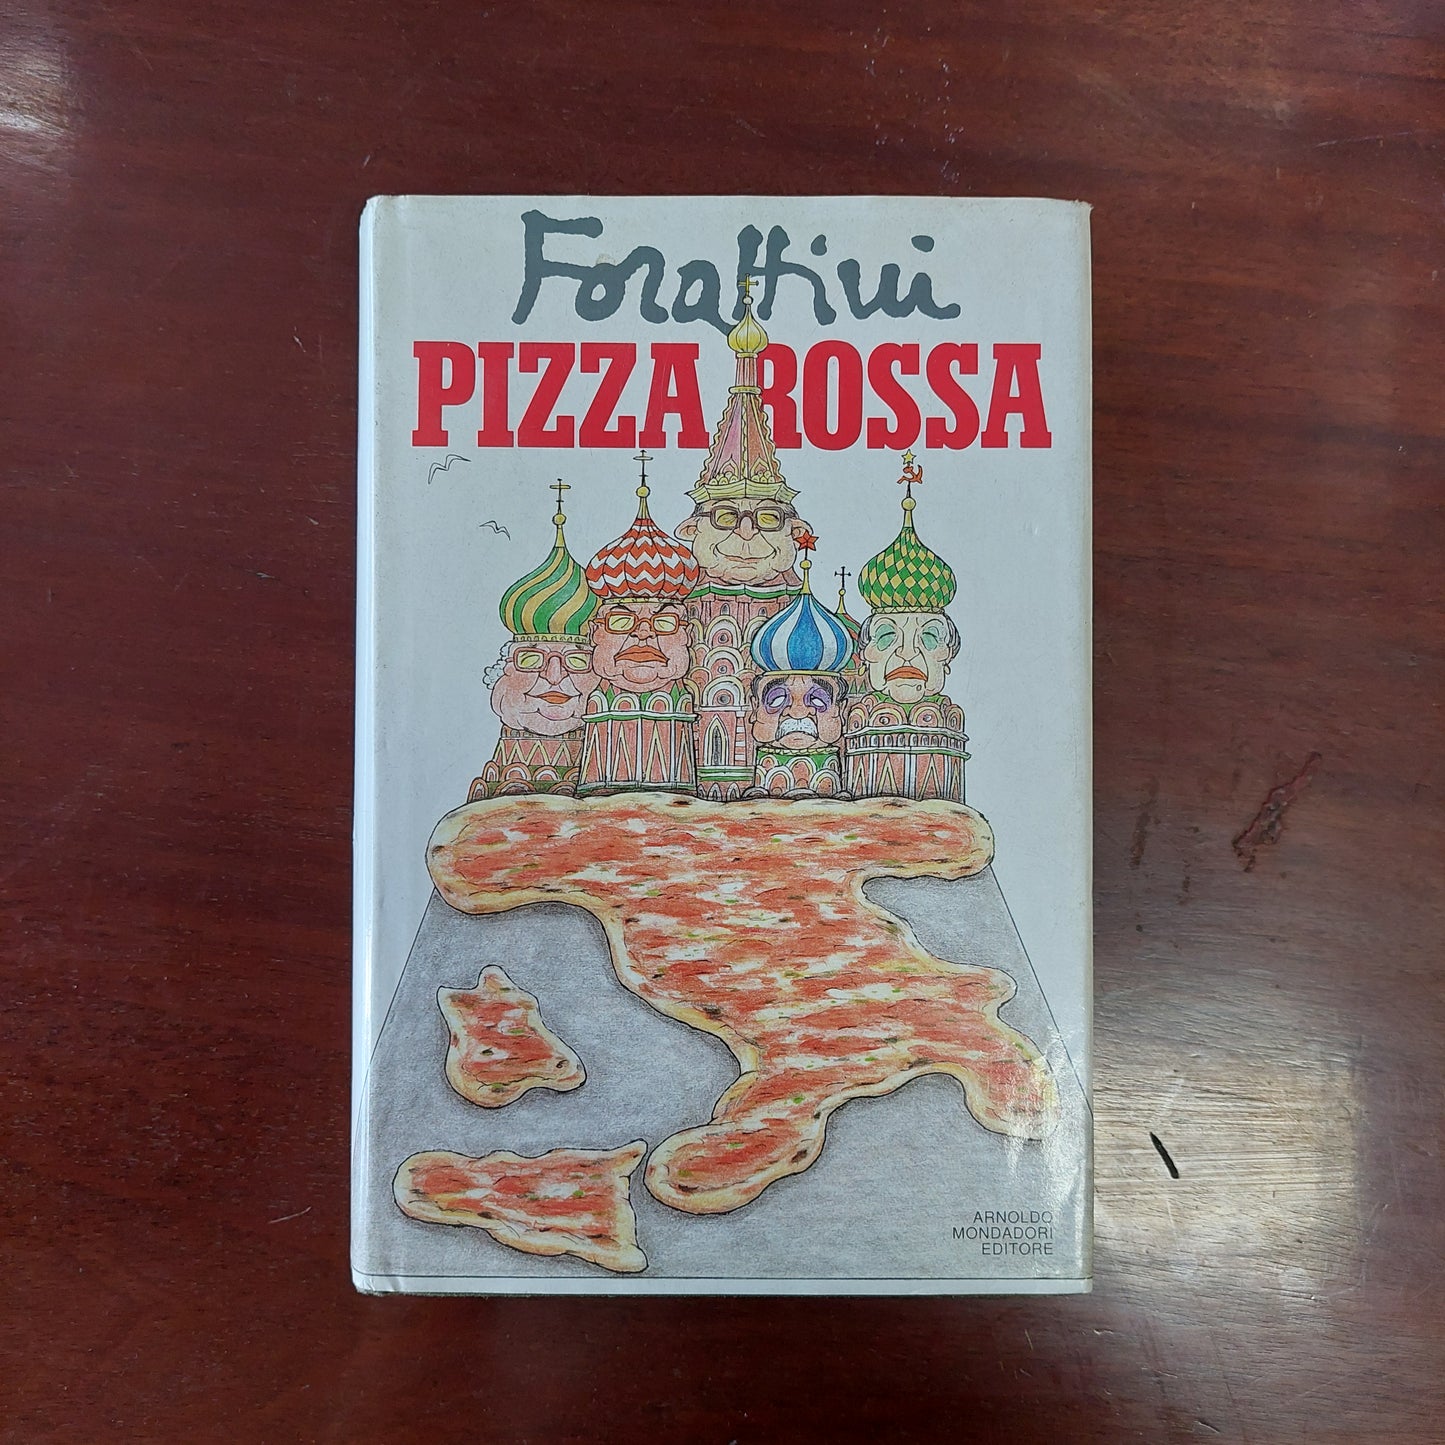 Forattini
PIZZA ROSSA
ARNOLDO
MONDADORI
EDITORE